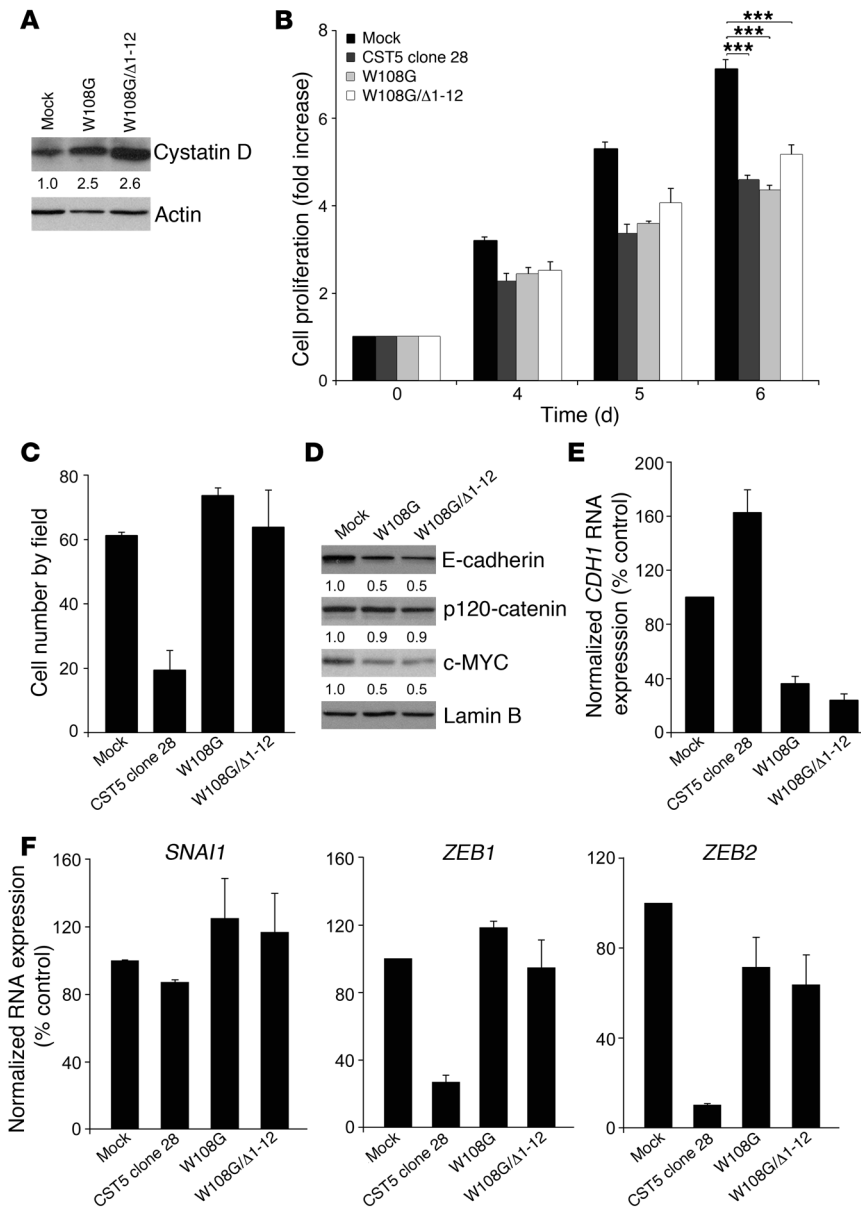 A
Mock
W108G
W108G/Δ1-12
Cystatin D
1.0 2.5 2.6
Actin
B
Cell proliferation (fold increase)
8
6
4
2
0
Mock
CST5 clone 28
W108G
W108G/Δ1-12
***
***
***
0 4 5 6
Time (d)
C
Cell number by field
80
60
40
20
0
Mock
CST5 clone 28
W108G
W108G/Δ1-12
D
Mock
W108G
W108G/Δ1-12
E-cadherin
1.0 0.5 0.5
p120-catenin
1.0 0.9 0.9
c-MYC
1.0 0.5 0.5
Lamin B
E
Normalized CDH1 RNA
expresssion (% control)
200
160
120
80
40
0
Mock
CST5 clone 28
W108G
W108G/Δ1-12
F
Normalized RNA expression
(% control)
SNAI1
160
120
80
40
0
Mock
CST5 clone 28
W108G
W108G/Δ1-12
ZEB1
160
120
80
40
0
Mock
CST5 clone 28
W108G
W108G/Δ1-12
ZEB2
120
80
40
0
Mock
CST5 clone 28
W108G
W108G/Δ1-12